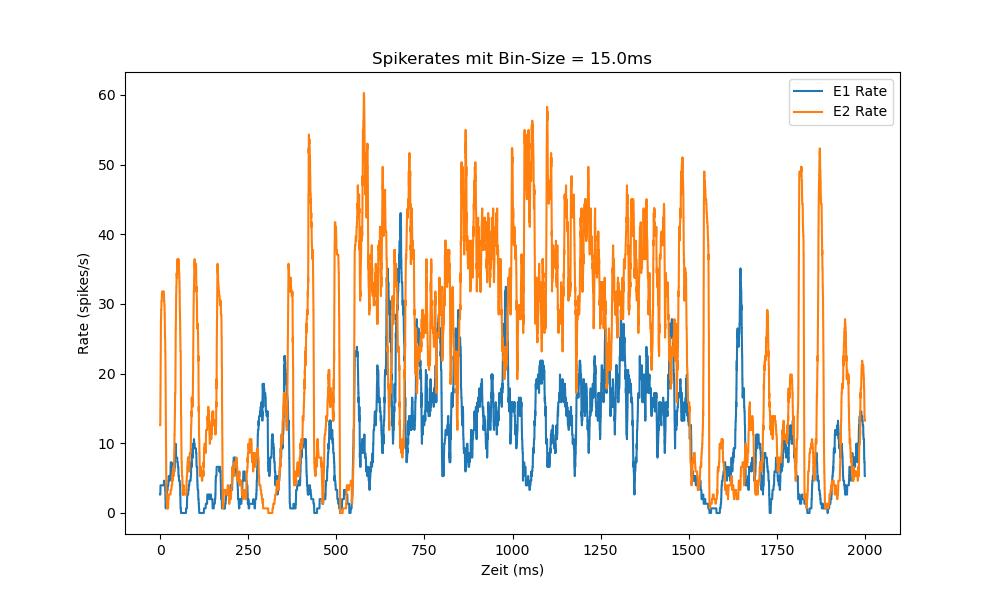 Spikerates mit Bin-Size = 15.0ms
E1 Rate
E2 Rate
Rate (spikes/s)
60
50
40
30
20
10
0
0 250 500 750 1000 1250 1500 1750 2000
Zeit (ms)